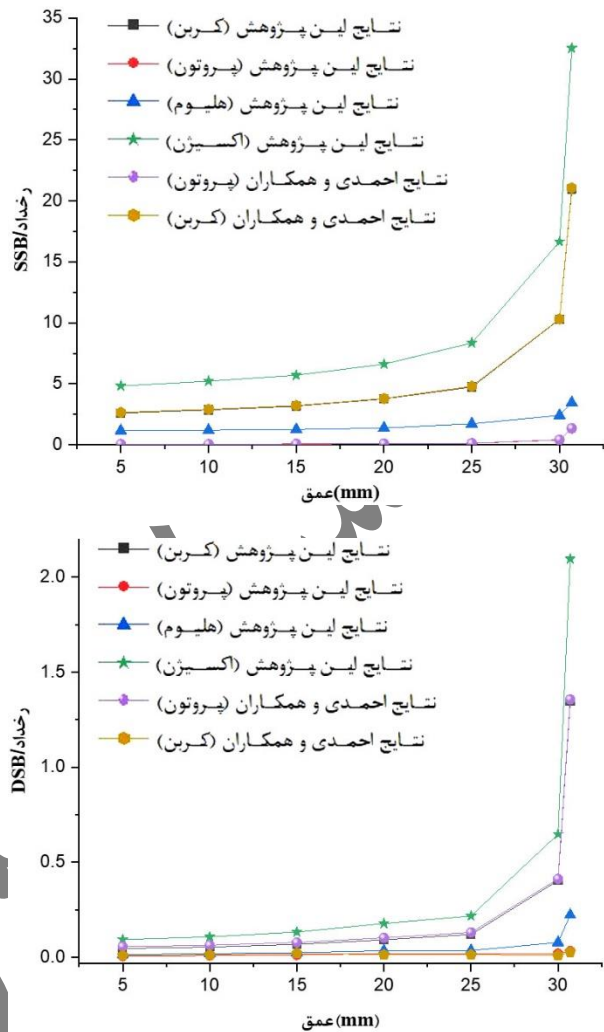 35
30
25
20
15
10
5
0
رخداد/SSB
نتایج این پژوهش (کربن)
نتایج این پژوهش (پروتون)
نتایج این پژوهش (هلیوم)
نتایج این پژوهش (اکسیژن)
نتایج احمدی و همکاران (پروتون)
نتایج احمدی و همکاران (کربن)
5 10 15 20 25 30
عمق(mm)
2.0
1.5
1.0
0.5
0.0
رخداد/DSB
نتایج این پژوهش (کربن)
نتایج این پژوهش (پروتون)
نتایج این پژوهش (هلیوم)
نتایج این پژوهش (اکسیژن)
نتایج احمدی و همکاران (پروتون)
نتایج احمدی و همکاران (کربن)
5 10 15 20 25 30
عمق(mm)